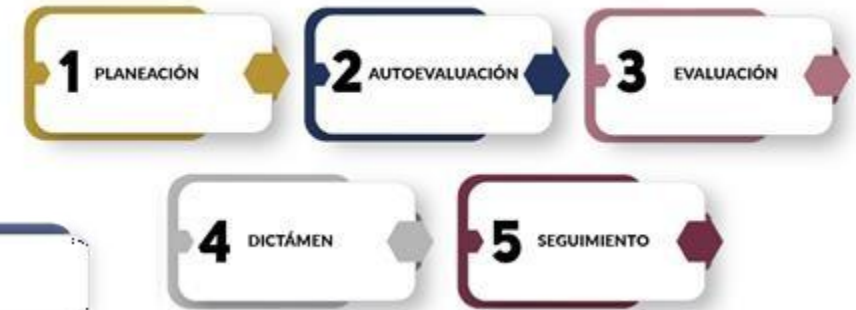 1 PLANEACIÓN
2 AUTOEVALUACIÓN
3 EVALUACIÓN
4 DICTÁMEN
5 SEGUIMIENTO